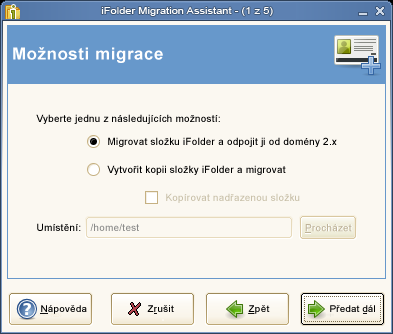 iFolder Migration Assistant - (1 z 5)
Možnosti migrace
Vyberte jednu z následujících možností:
Migrovat složku iFolder a odpojit ji od domény 2.x
Vytvořit kopii složky iFolder a migrovat
Kopírovat nadřazenou složku
Umístění: /home/test Procházet
Nápověda Zrušit Zpět Předat dál